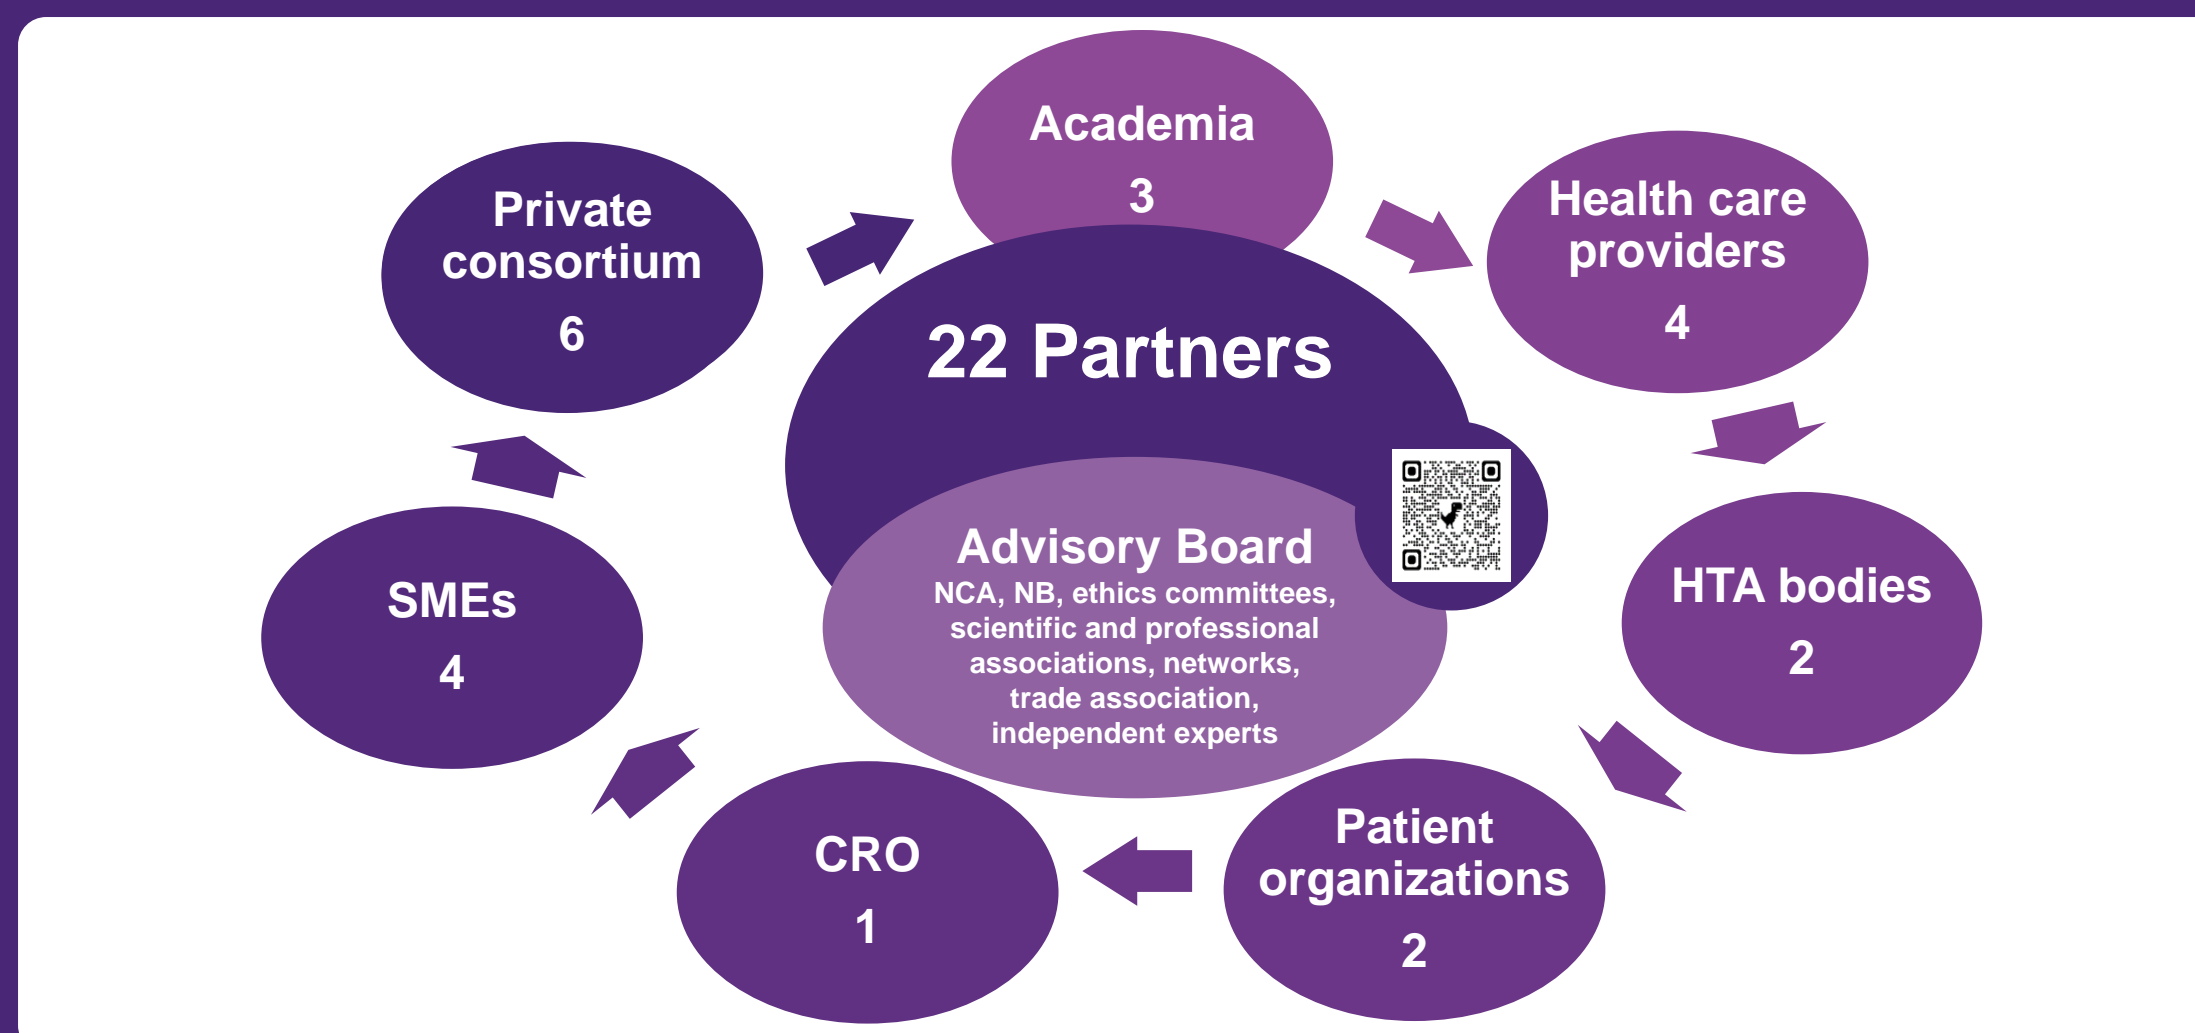 Academia
3
Health care
providers
4
HTA bodies
2
Patient
organizations
2
CRO
1
SMEs
4
Private
consortium
6
22 Partners
Advisory Board
NCA, NB, ethics committees,
scientific and professional
associations, networks,
trade association,
independent experts